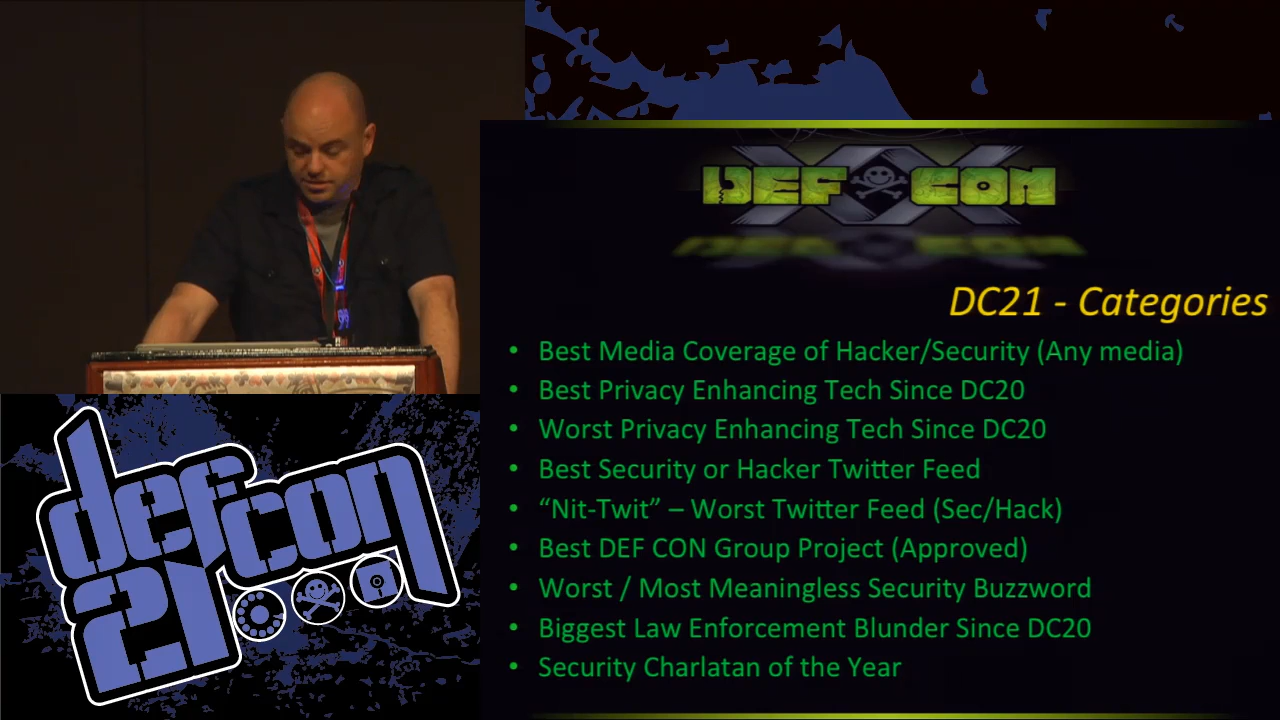 DEF CON
DC21 - Categories
• Best Media Coverage of Hacker/Security (Any media)
• Best Privacy Enhancing Tech Since DC20
• Worst Privacy Enhancing Tech Since DC20
• Best Security or Hacker Twitter Feed
• “Nit-Twit” – Worst Twitter Feed (Sec/Hack)
• Best DEF CON Group Project (Approved)
• Worst / Most Meaningless Security Buzzword
• Biggest Law Enforcement Blunder Since DC20
• Security Charlatan of the Year
defcon
21